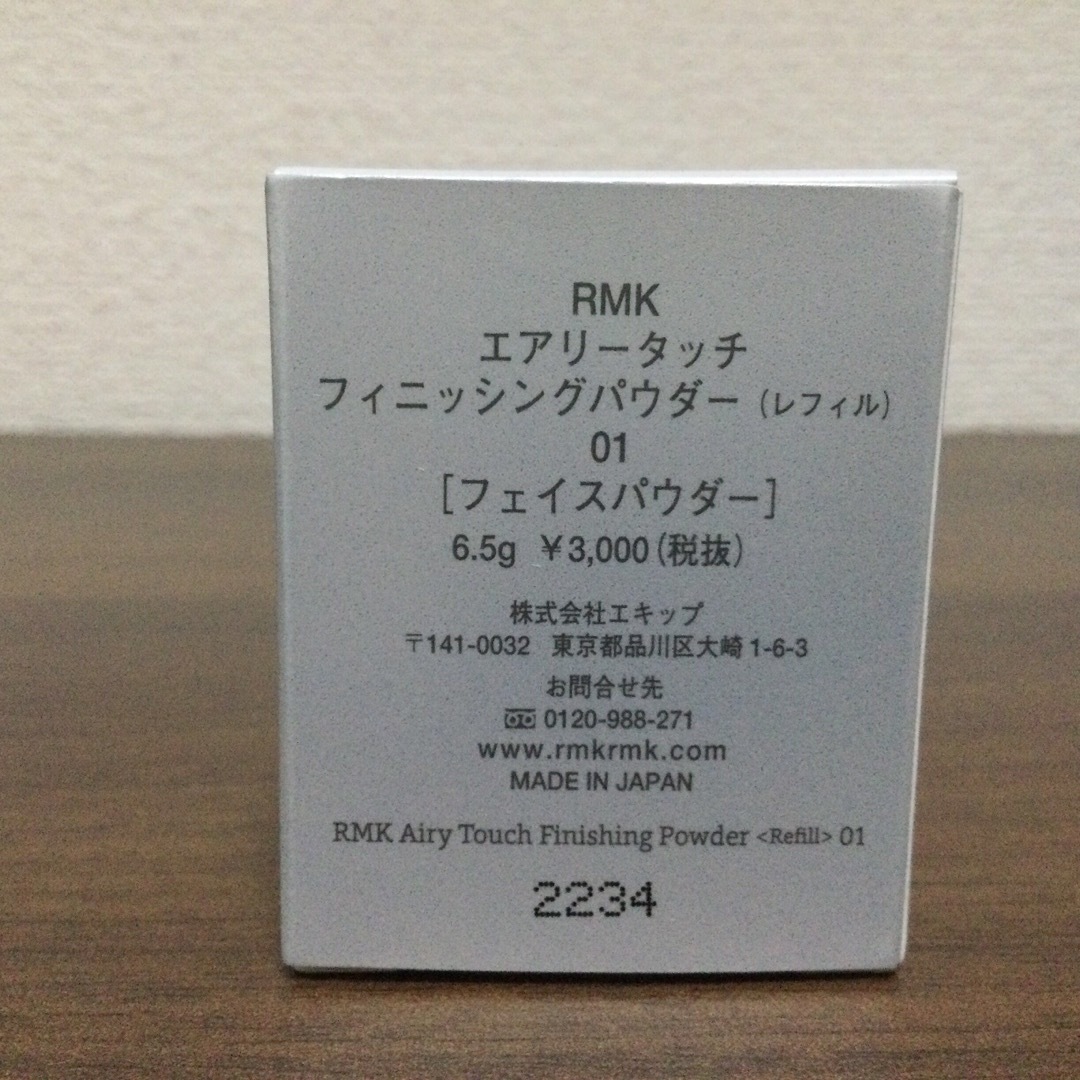 RMK
エアリータッチ
フィニッシングパウダー（レフィル）
01
［フェイスパウダー］
6.5g ￥3,000（税抜）
株式会社エキップ
〒141-0032 東京都品川区大崎1-6-3
お問合せ先
0120-988-271
www.rmkrmk.com
MADE IN JAPAN
RMK Airy Touch Finishing Powder <Refill> 01
2234